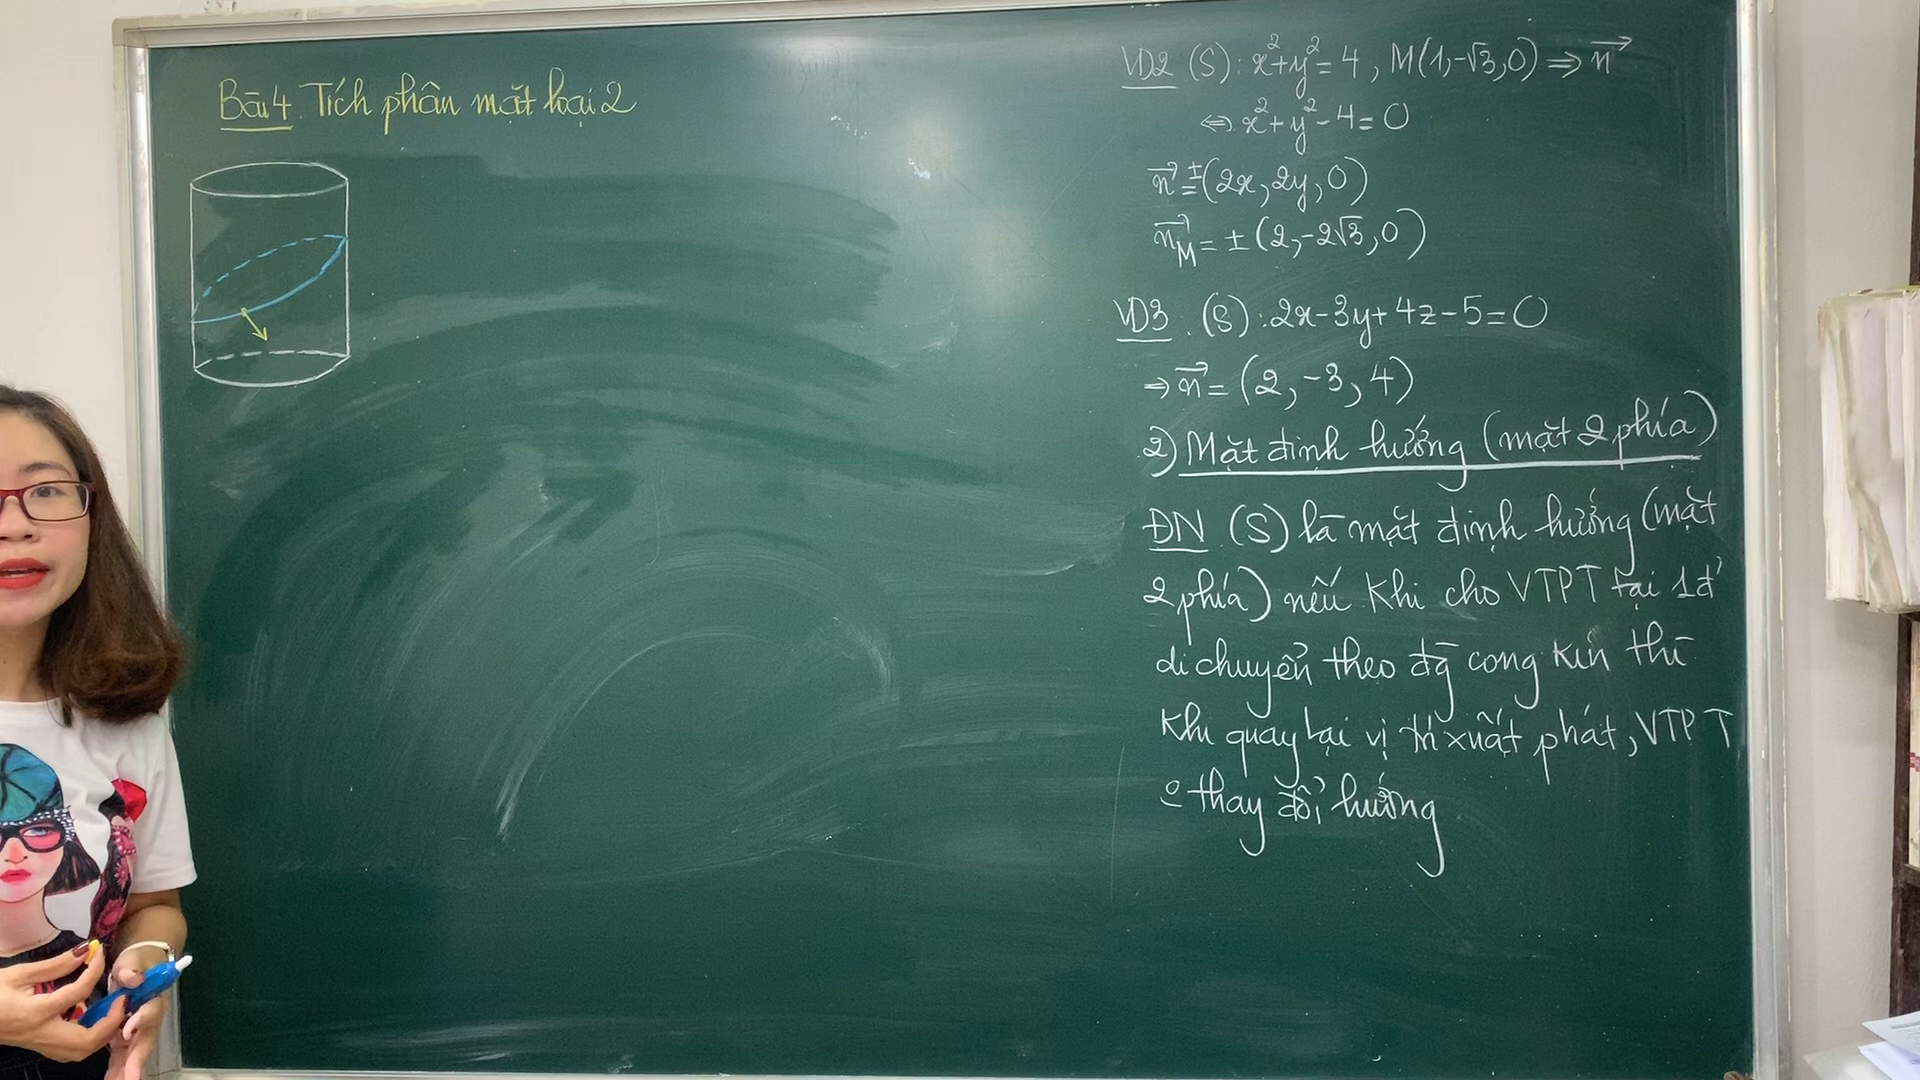 Bài 4. Tích phân mặt loại 2
VD2 (S): x²+y²=4, M(1,-√3,0) ⇒ n⃗
⇔ x²+y²-4=0
n⃗=±(2x,2y,0)
n⃗_M=±(2,-2√3,0)
VD3. (S): 2x-3y+4z-5=0
⇒ n⃗=(2,-3,4)
2) Mặt định hướng (mặt 2 phía)
ĐN. (S) là mặt định hướng (mặt
2 phía) nếu khi cho VTPT tại 1đ'
di chuyển theo đg cong kín thì
khi quay lại vị trí xuất phát, VTPT
o thay đổi hướng